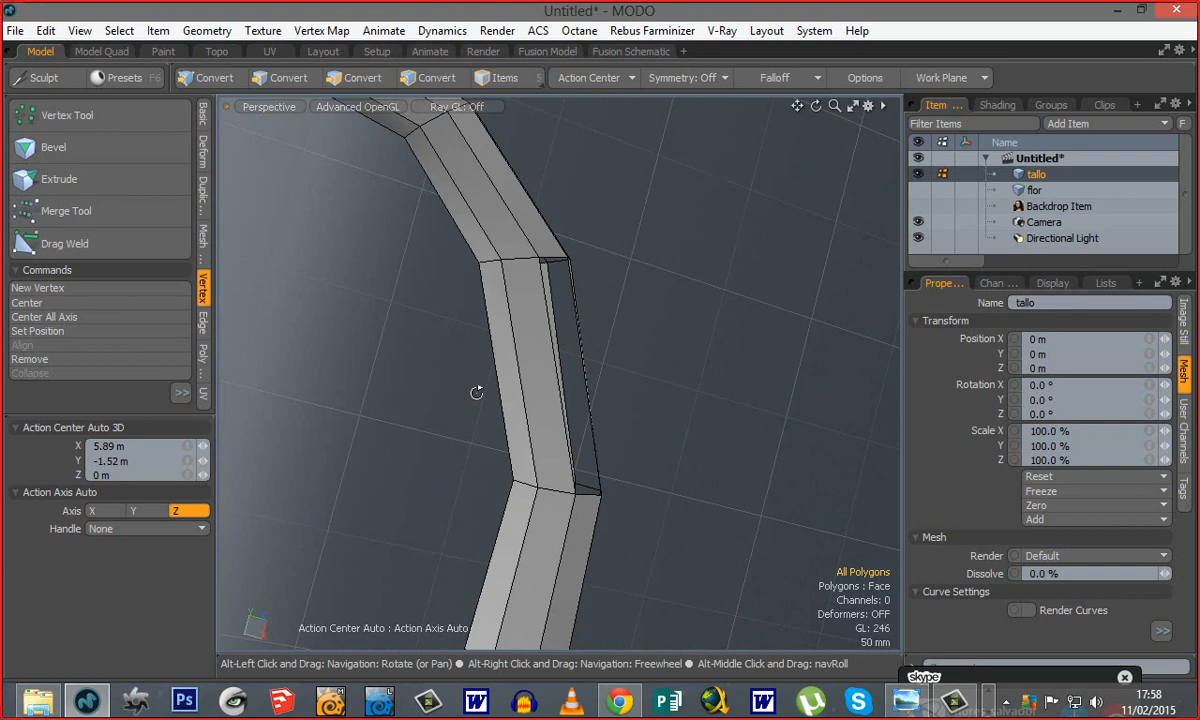 Untitled* - MODO
File Edit View Select Item Geometry Texture Vertex Map Animate Dynamics Render ACS Octane Rebus Farminizer V-Ray Layout System Help
Model Model Quad Paint Topo UV Layout Setup Animate Render Fusion Model Fusion Schematic +
Sculpt Presets F6 Convert Convert Convert Convert Items 5 Action Center Symmetry: Off Falloff Options Work Plane
Vertex Tool
Bevel
Extrude
Merge Tool
Drag Weld
Commands
New Vertex
Center
Center All Axis
Set Position
Align
Remove
Collapse
>>
Basic
Deform
Duplic...
Mesh ...
Vertex
Edge
Poly ...
UV
Action Center Auto 3D
X 5.89 m
Y -1.52 m
Z 0 m
Action Axis Auto
Axis X Y Z
Handle None
Perspective Advanced OpenGL Ray GL: Off
All Polygons
Polygons : Face
Channels: 0
Deformers: OFF
GL: 246
50 mm
Action Center Auto : Action Axis Auto
Y X
Alt-Left Click and Drag: Navigation: Rotate (or Pan) ● Alt-Right Click and Drag: Navigation: Freewheel ● Alt-Middle Click and Drag: navRoll
Item ... Shading Groups Clips +
Filter Items Add Item F
Name
Untitled*
tallo
flor
Backdrop Item
Camera
Directional Light
Prope... Chan ... Display Lists +
Name tallo
Transform
Position X 0 m
Y 0 m
Z 0 m
Rotation X 0.0 °
Y 0.0 °
Z 0.0 °
Scale X 100.0 %
Y 100.0 %
Z 100.0 %
Reset
Freeze
Zero
Add
Mesh
Render Default
Dissolve 0.0 %
Curve Settings
Render Curves
>>
Image Still
Mesh
User Channels
Tags
skype
Ps
17:58
11/02/2015